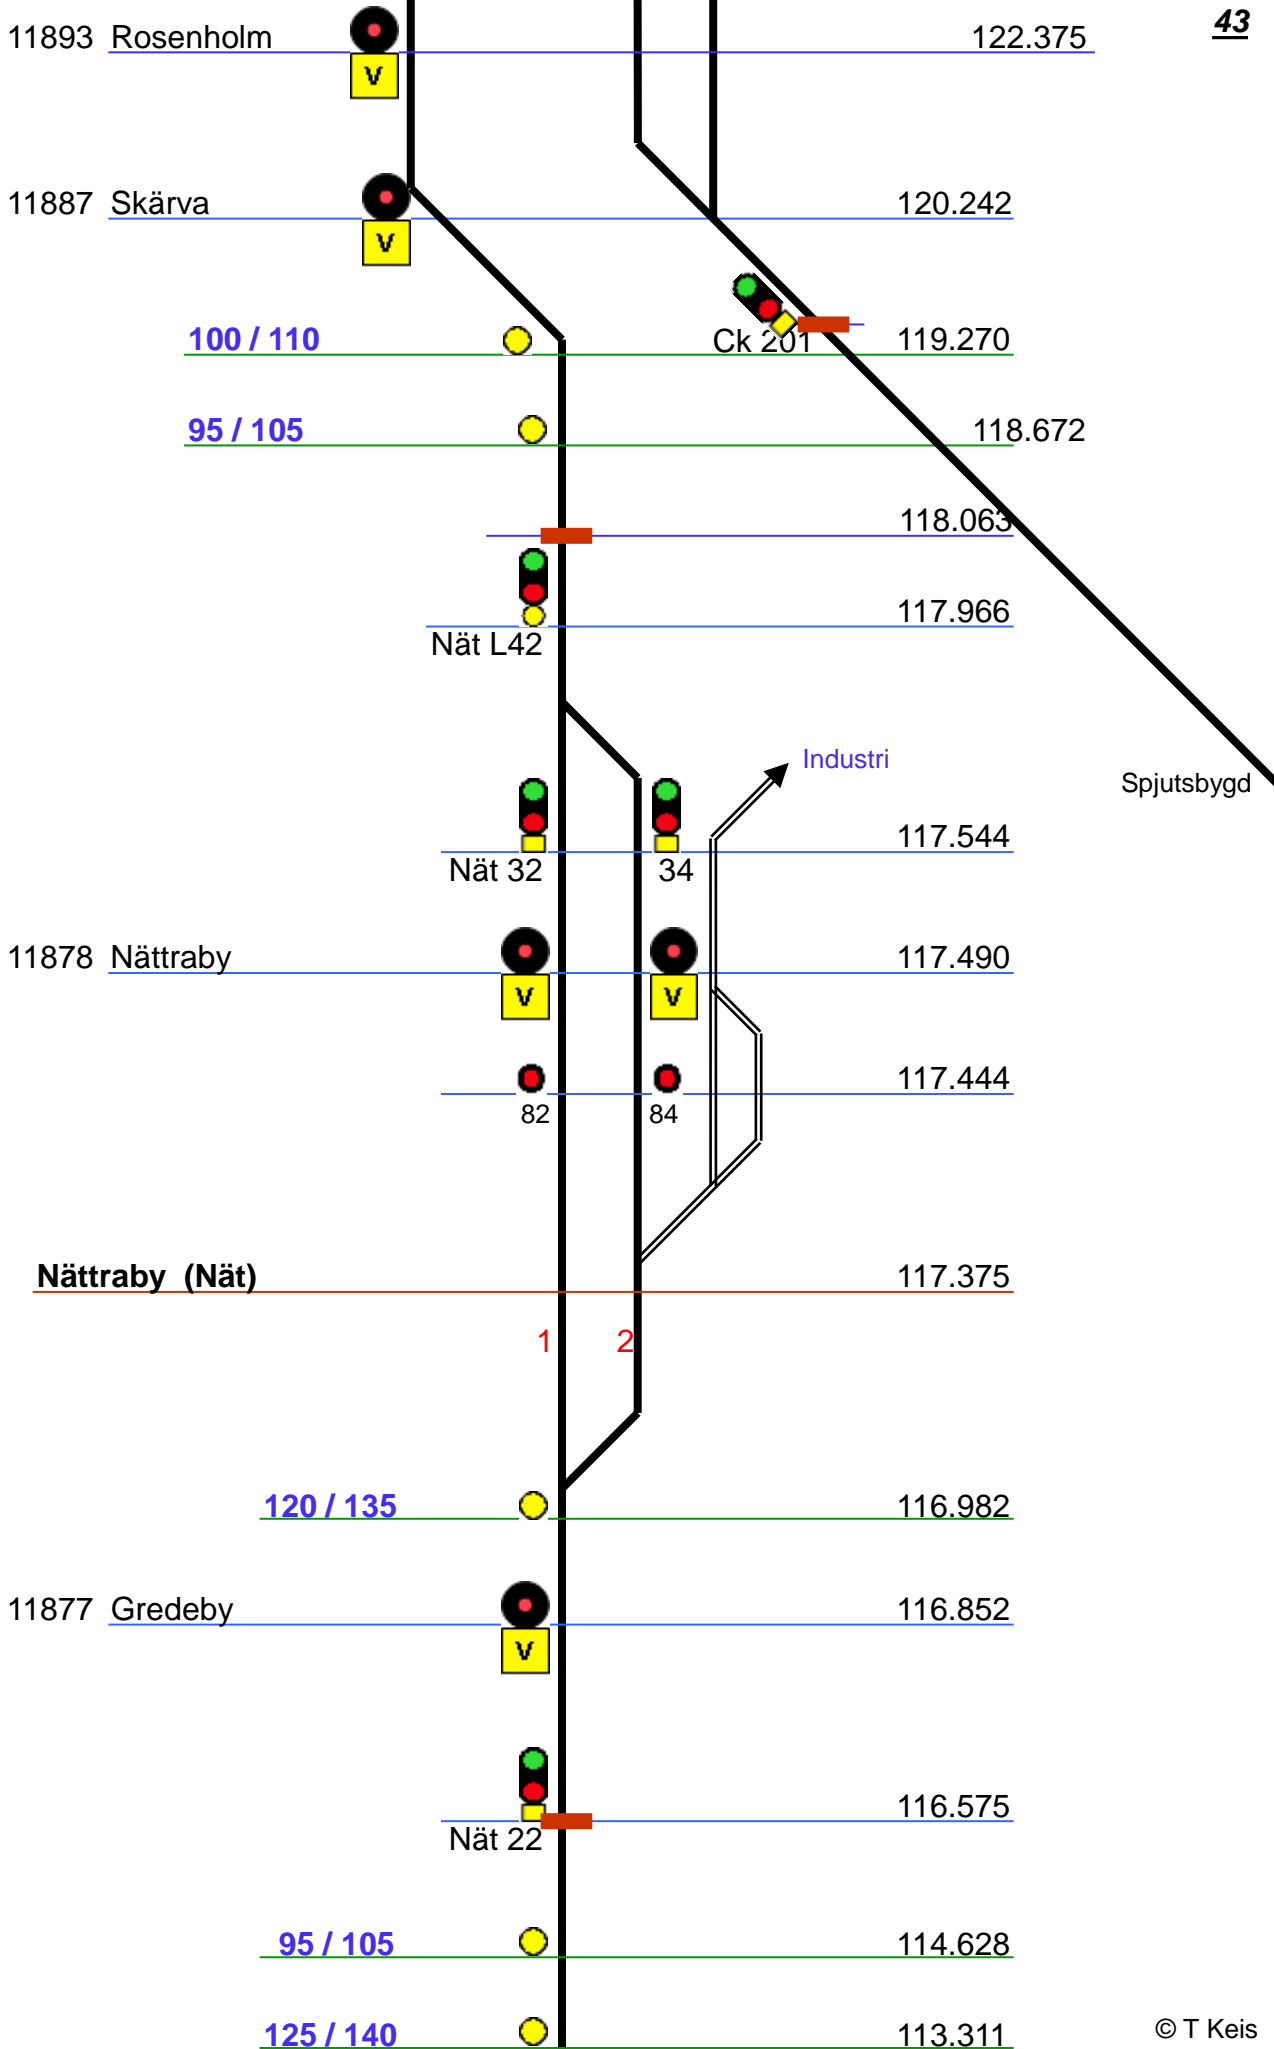 43
11893 Rosenholm 122.375
V
11887 Skärva 120.242
V
100 / 110 Ck 201 119.270
95 / 105 118.672
118.063
117.966
Nät L42
Industri
Spjutsbygd
117.544
Nät 32 34
11878 Nättraby 117.490
V V
117.444
82 84
Nättraby (Nät) 117.375
1 2
120 / 135 116.982
11877 Gredeby 116.852
V
116.575
Nät 22
95 / 105 114.628
125 / 140 113.311
© T Keis